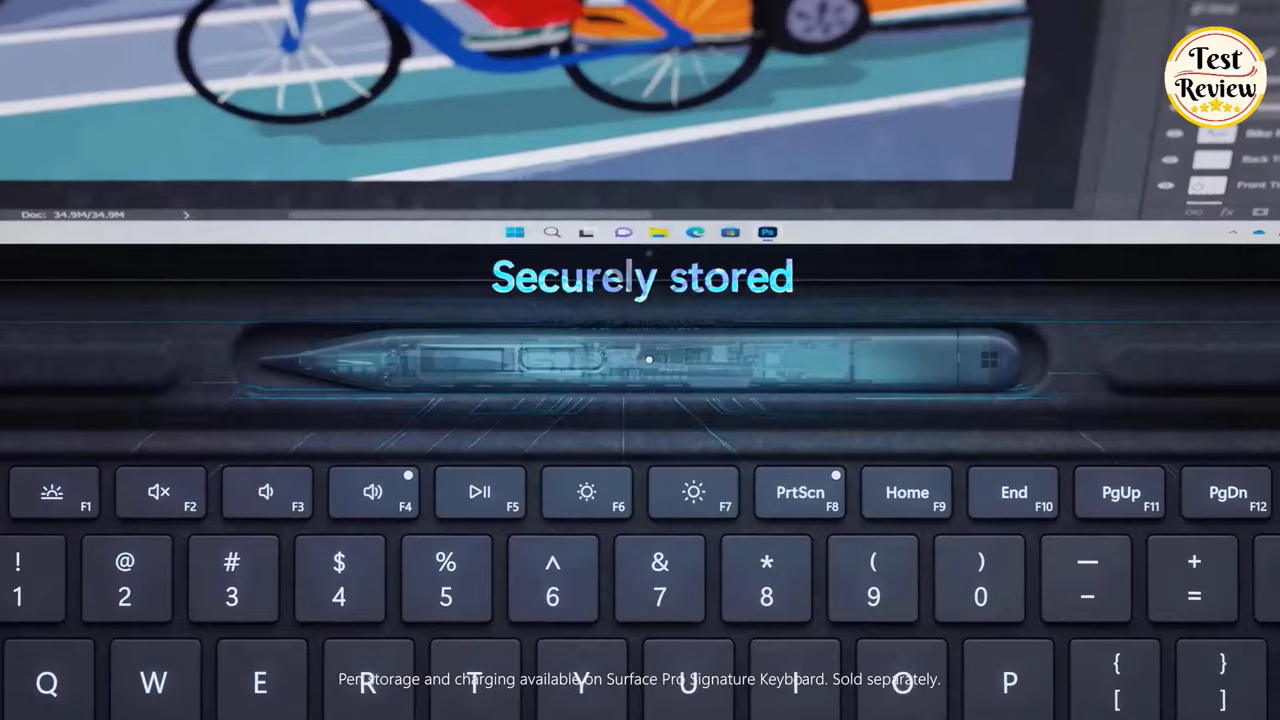 Test
Review
Doc: 34.9M/34.9M
Ps
Securely stored
F1 F2 F3 F4 F5 F6 F7 PrtScn F8 Home F9 End F10 PgUp F11 PgDn F12
! @ # $ % ^ & * ( ) — +
1 2 3 4 5 6 7 8 9 0 - =
Q W E R T Y U I O P { [ } ]
Pen storage and charging available on Surface Pro Signature Keyboard. Sold separately.